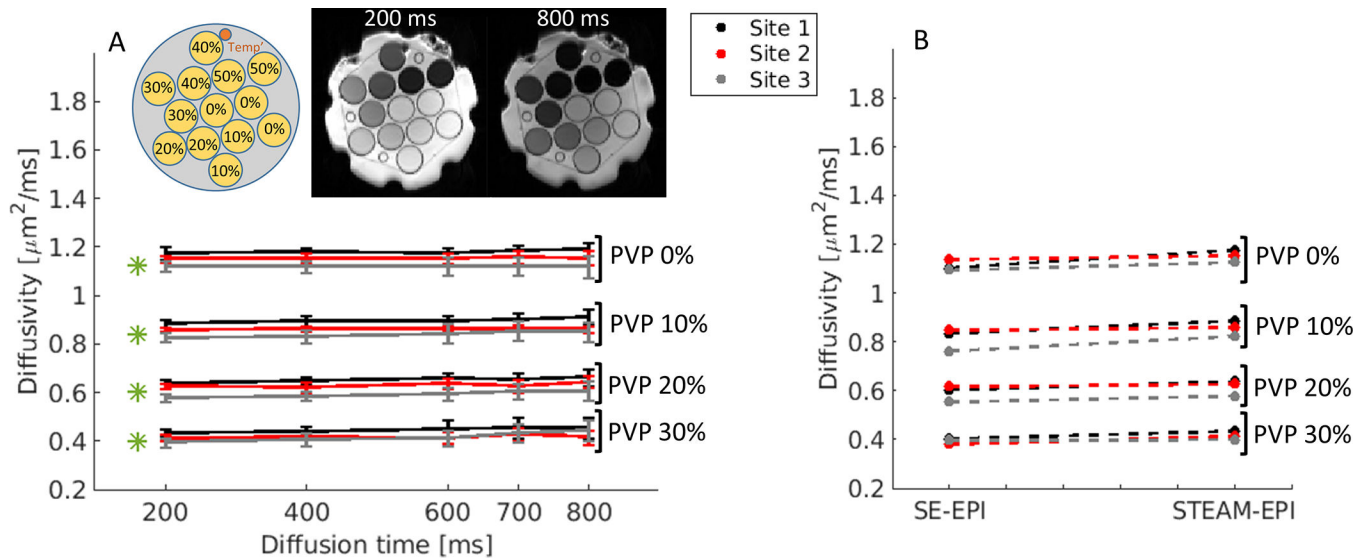 A
200 ms
800 ms
Site 1
Site 2
Site 3
B
Temp'
40%
50%
50%
30%
40%
0%
0%
30%
0%
10%
20%
20%
10%
Diffusivity [μm²/ms]
1.8
1.6
1.4
1.2
1
0.8
0.6
0.4
0.2
PVP 0%
PVP 10%
PVP 20%
PVP 30%
200
400
600
700
800
Diffusion time [ms]
Diffusivity [μm²/ms]
1.8
1.6
1.4
1.2
1
0.8
0.6
0.4
0.2
PVP 0%
PVP 10%
PVP 20%
PVP 30%
SE-EPI
STEAM-EPI